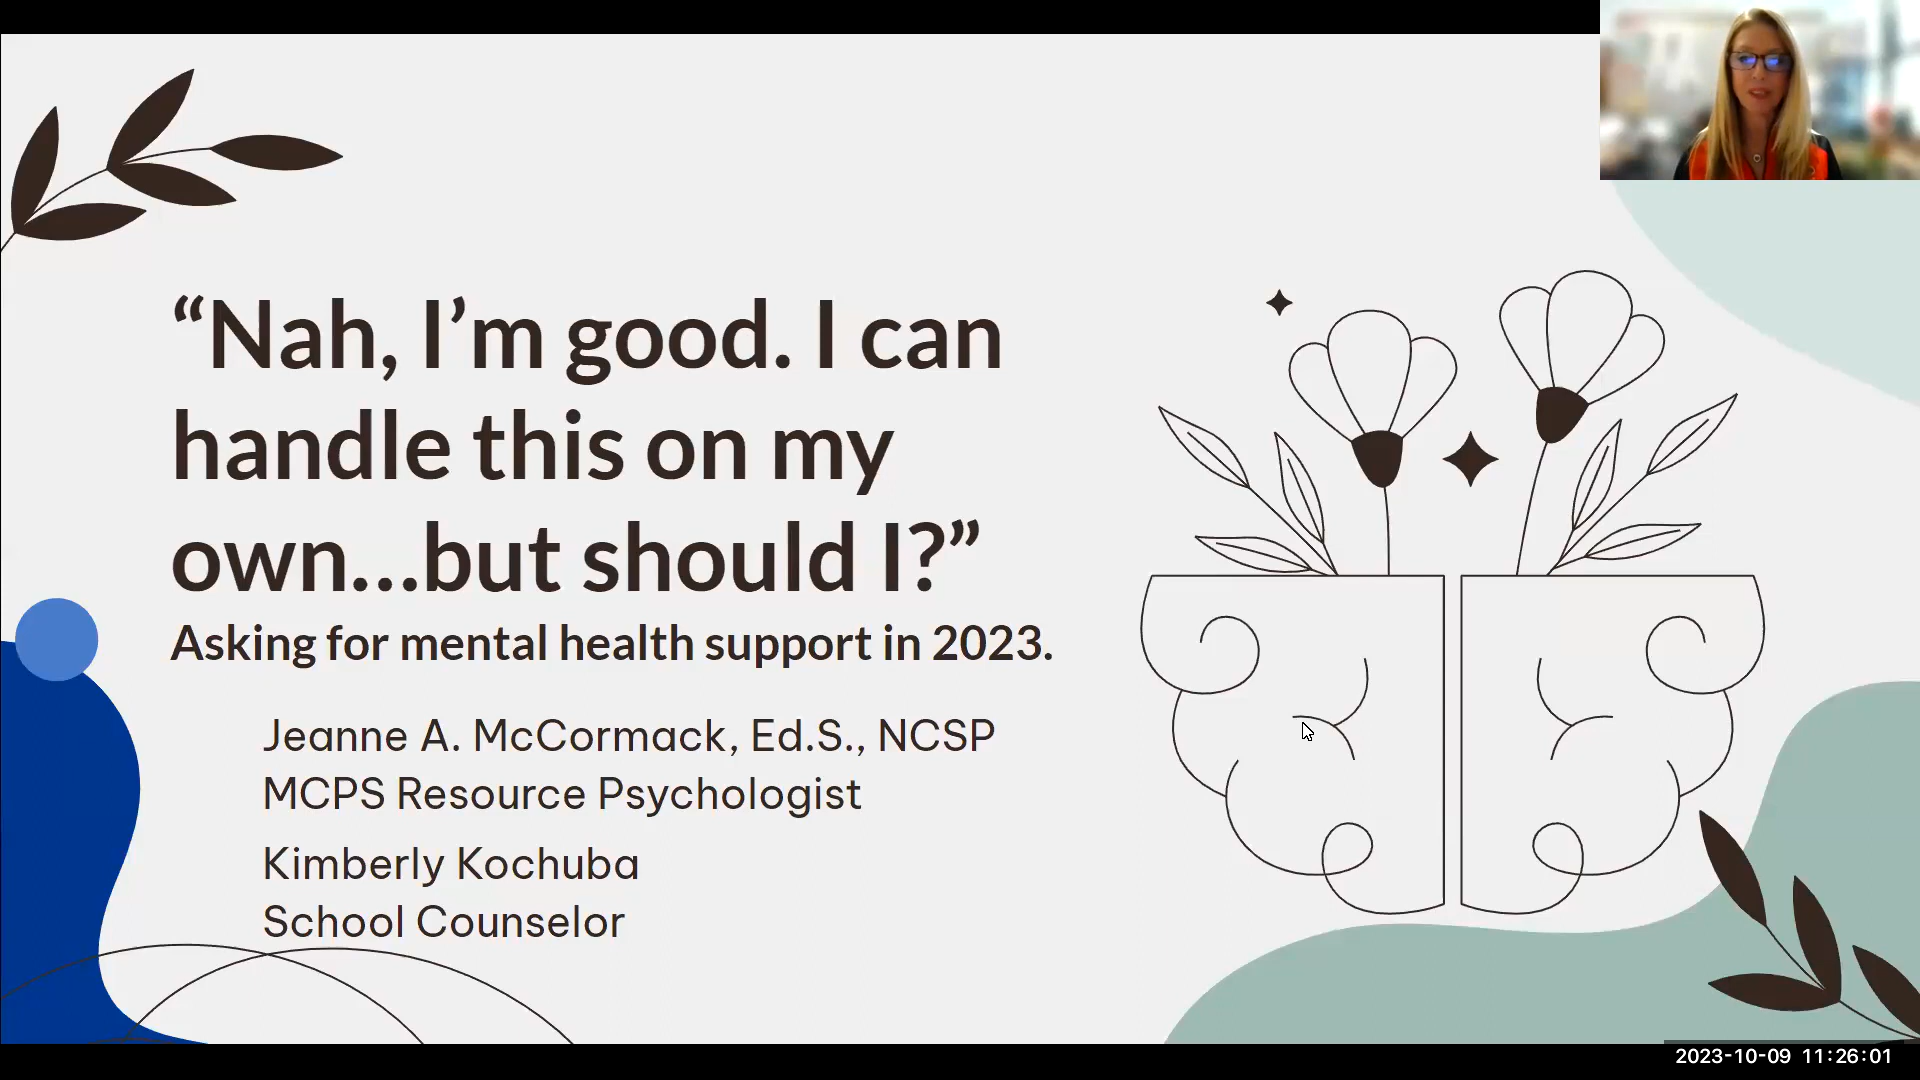 “Nah, I’m good. I can
handle this on my
own...but should I?”
Asking for mental health support in 2023.
Jeanne A. McCormack, Ed.S., NCSP
MCPS Resource Psychologist
Kimberly Kochuba
School Counselor
2023-10-09 11:26:01